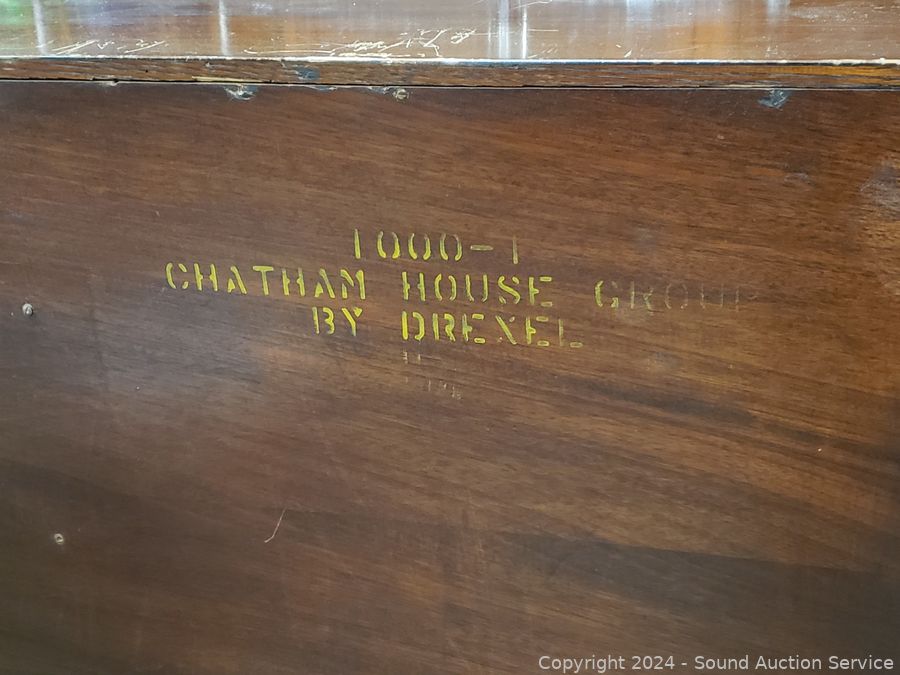 1000-1
CHATHAM HOUSE GROUP
BY DREXEL
Copyright © 2024 - Sound Auction Service